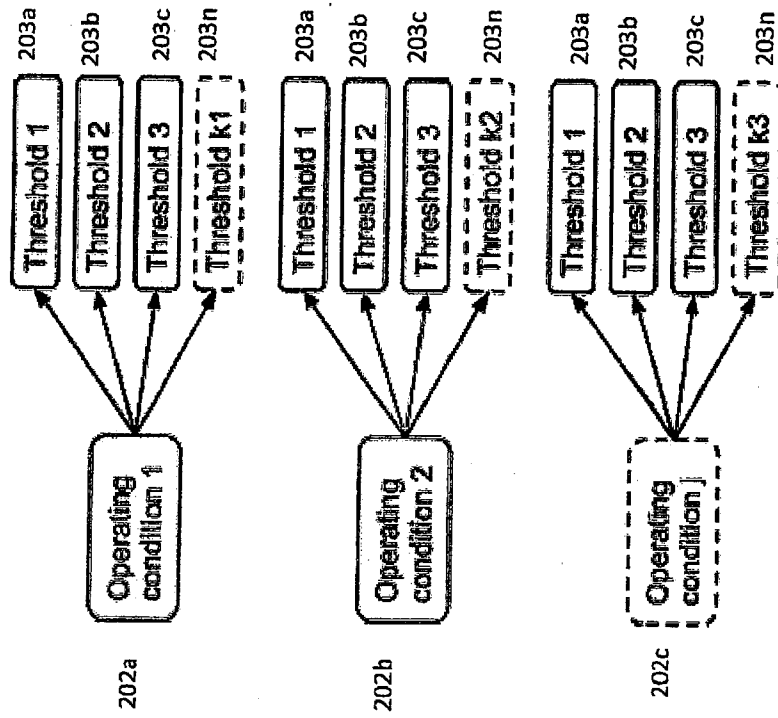 202a
Operating
condition 1
Threshold 1
203a
Threshold 2
203b
Threshold 3
203c
Threshold k1
203n
202b
Operating
condition 2
Threshold 1
203a
Threshold 2
203b
Threshold 3
203c
Threshold k2
203n
202c
Operating
condition j
Threshold 1
203a
Threshold 2
203b
Threshold 3
203c
Threshold k3
203n